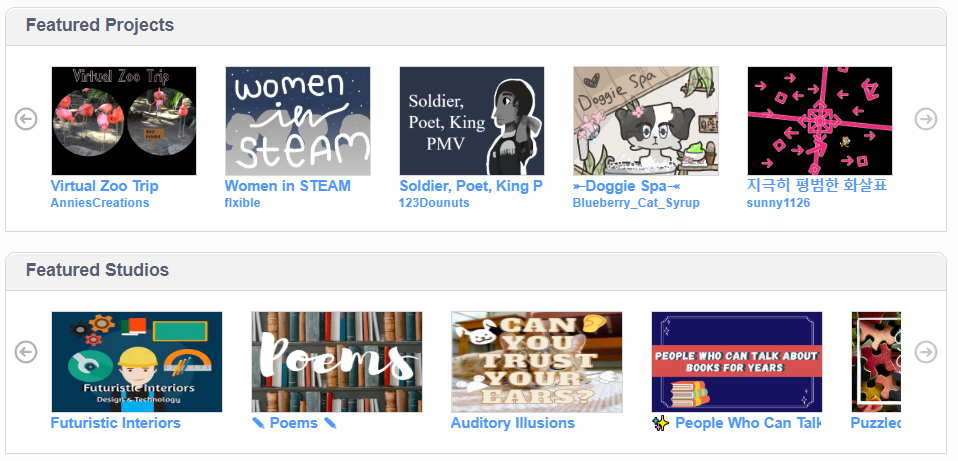 Featured Projects
Virtual Zoo Trip
women
in
STEAM
Soldier,
Poet, King
PMV
Doggie Spa
Virtual Zoo Trip
Women in STEAM
Soldier, Poet, King P
➳Doggie Spa➳
지극히 평범한 화살표
AnniesCreations
flxible
123Dounuts
Blueberry_Cat_Syrup
sunny1126
Featured Studios
Futuristic Interiors
Design & Technology
Poems
CAN
YOU
TRUST
YOUR
EARS?
PEOPLE WHO CAN TALK ABOUT
BOOKS FOR YEARS
Futuristic Interiors
✏ Poems ✏
Auditory Illusions
✨ People Who Can Talk
Puzzled